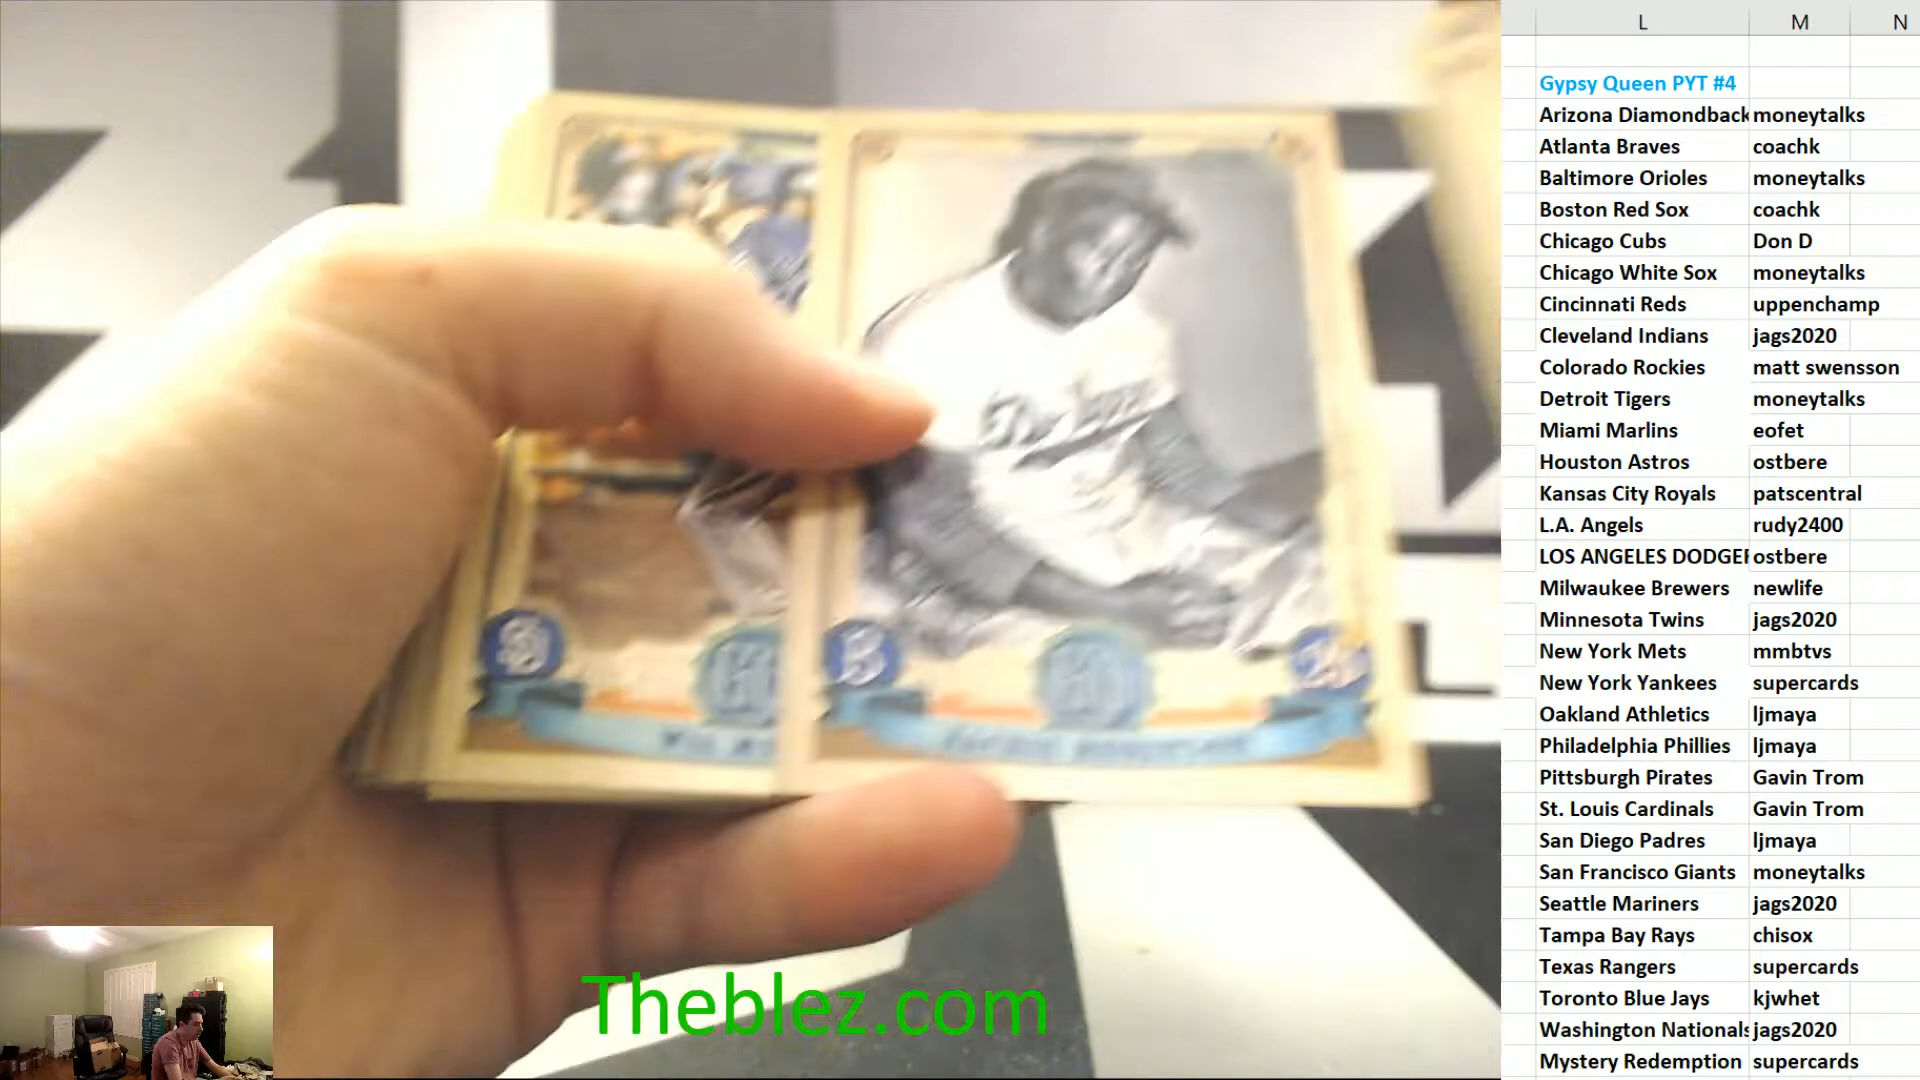 L M N
Gypsy Queen PYT #4
Arizona Diamondback moneytalks
Atlanta Braves coachk
Baltimore Orioles moneytalks
Boston Red Sox coachk
Chicago Cubs Don D
Chicago White Sox moneytalks
Cincinnati Reds uppenchamp
Cleveland Indians jags2020
Colorado Rockies matt swensson
Detroit Tigers moneytalks
Miami Marlins eofet
Houston Astros ostbere
Kansas City Royals patscentral
L.A. Angels rudy2400
LOS ANGELES DODGER ostbere
Milwaukee Brewers newlife
Minnesota Twins jags2020
New York Mets mmbtvs
New York Yankees supercards
Oakland Athletics ljmaya
Philadelphia Phillies ljmaya
Pittsburgh Pirates Gavin Trom
St. Louis Cardinals Gavin Trom
San Diego Padres ljmaya
San Francisco Giants moneytalks
Seattle Mariners jags2020
Tampa Bay Rays chisox
Texas Rangers supercards
Toronto Blue Jays kjwhet
Washington Nationals jags2020
Mystery Redemption supercards
Dodgers
B
JACKIE ROBINSON
Theblez.com